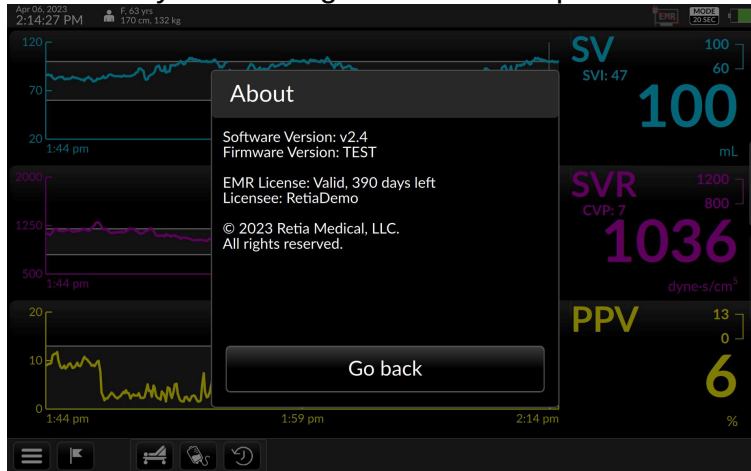 Apr 06, 2023
2:14:27 PM
F, 63 yrs
170 cm, 132 kg
EMR
MODE
20 SEC
120
70
20
1:44 pm
SV
SVI: 47
100
60
100
mL
2000
1250
500
1:44 pm
SVR
CVP: 7
1200
800
1036
dyne·s/cm⁵
20
10
0
1:44 pm
1:59 pm
2:14 pm
PPV
13
0
6
%
About
Software Version: v2.4
Firmware Version: TEST
EMR License: Valid, 390 days left
Licensee: RetiaDemo
© 2023 Retia Medical, LLC.
All rights reserved.
Go back